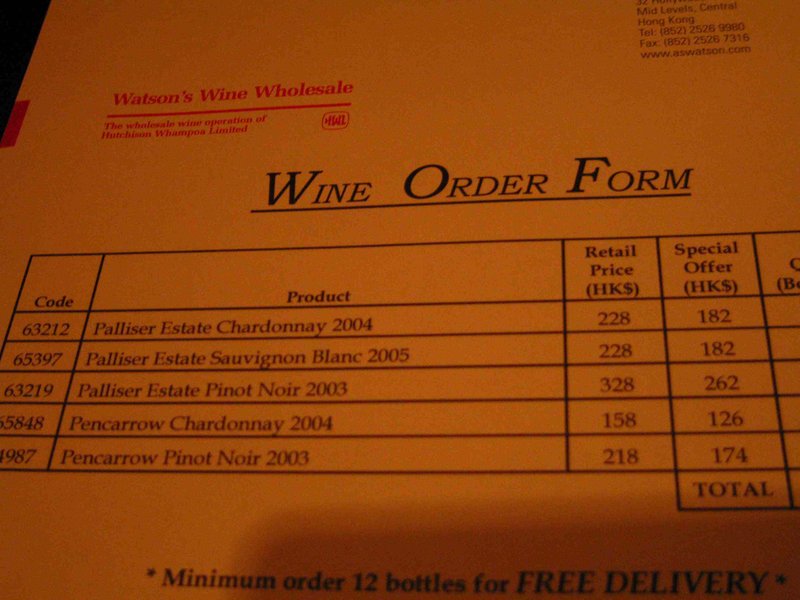 Mid Levels, Central
Hong Kong
Tel: (852) 2526 9980
Fax: (852) 2526 7316
www.aswatson.com
Watson's Wine Wholesale
The wholesale wine operation of
Hutchison Whampoa Limited
HWL
WINE ORDER FORM
Code Product Retail Price (HK$) Special Offer (HK$)
63212 Palliser Estate Chardonnay 2004 228 182
65397 Palliser Estate Sauvignon Blanc 2005 228 182
63219 Palliser Estate Pinot Noir 2003 328 262
65848 Pencarrow Chardonnay 2004 158 126
4987 Pencarrow Pinot Noir 2003 218 174
TOTAL
* Minimum order 12 bottles for FREE DELIVERY *